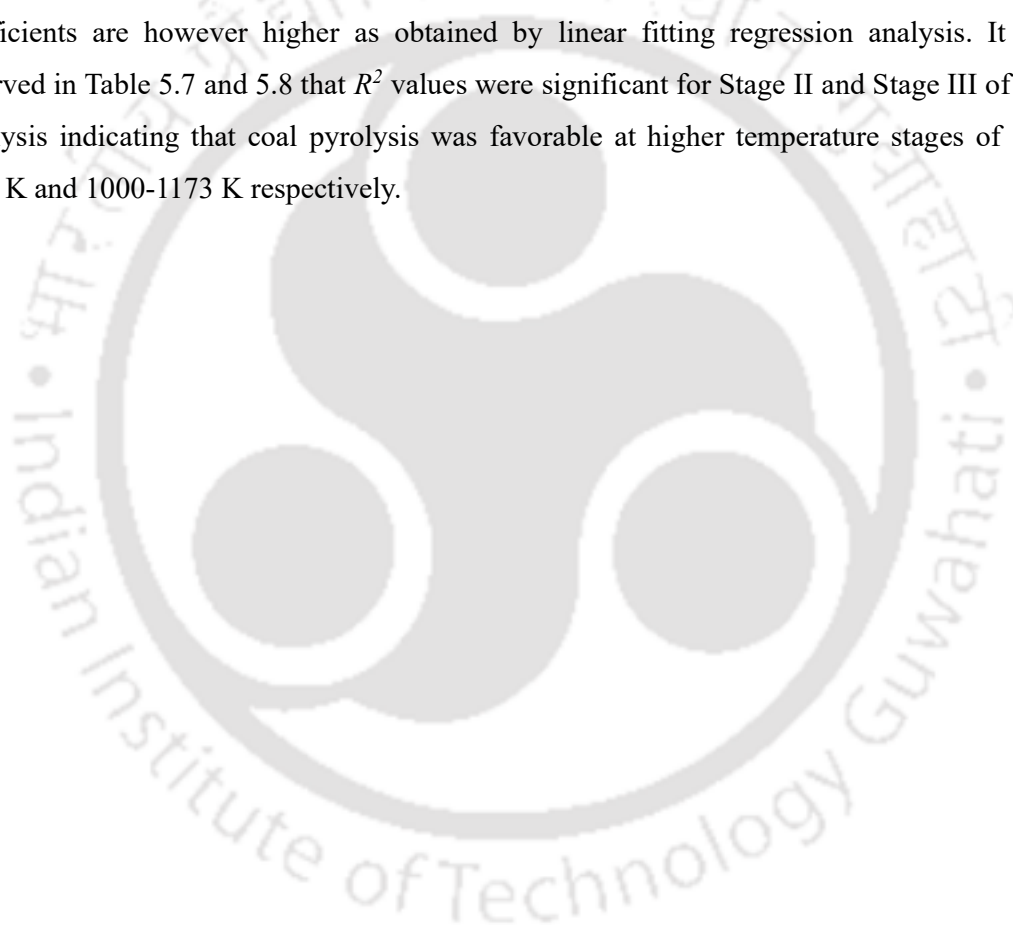 ficients are however higher as obtained by linear fitting regression analysis. It
rved in Table 5.7 and 5.8 that R² values were significant for Stage II and Stage III of
lysis indicating that coal pyrolysis was favorable at higher temperature stages of
K and 1000-1173 K respectively.
Indian Institute of Technology Guwahati